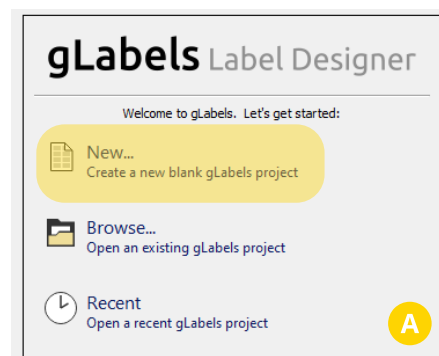 gLabels Label Designer
Welcome to gLabels. Let's get started:
New...
Create a new blank gLabels project
Browse...
Open an existing gLabels project
Recent
Open a recent gLabels project
A